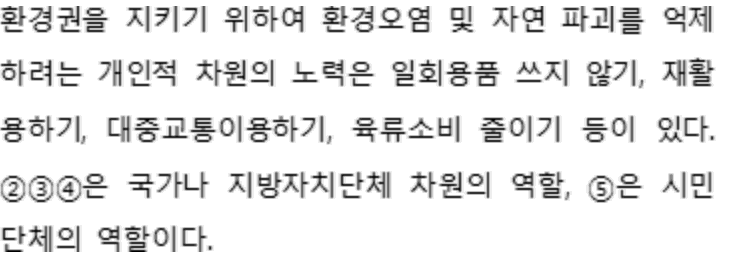 환경권을 지키기 위하여 환경오염 및 자연 파괴를 억제
하려는 개인적 차원의 노력은 일회용품 쓰지 않기, 재활
용하기, 대중교통이용하기, 육류소비 줄이기 등이 있다.
②③④은 국가나 지방자치단체 차원의 역할, ⑤은 시민
단체의 역할이다.